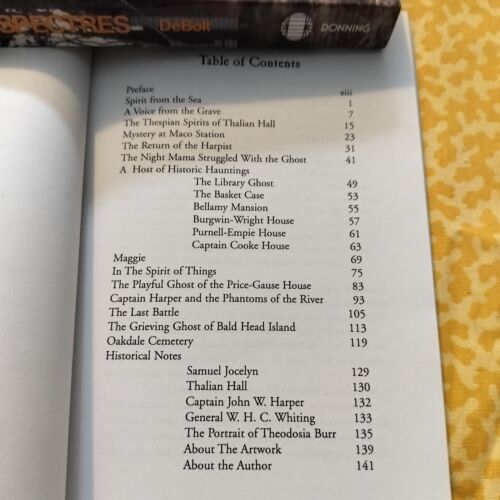 SPECTRES DeBolt DONNING
Table of Contents
Preface xiii
Spirit from the Sea 1
A Voice from the Grave 7
The Thespian Spirits of Thalian Hall 15
Mystery at Maco Station 23
The Return of the Harpist 31
The Night Mama Struggled With the Ghost 41
A Host of Historic Hauntings
The Library Ghost 49
The Basket Case 53
Bellamy Mansion 55
Burgwin-Wright House 57
Purnell-Empie House 61
Captain Cooke House 63
Maggie 69
In The Spirit of Things 75
The Playful Ghost of the Price-Gause House 83
Captain Harper and the Phantoms of the River 93
The Last Battle 105
The Grieving Ghost of Bald Head Island 113
Oakdale Cemetery 119
Historical Notes
Samuel Jocelyn 129
Thalian Hall 130
Captain John W. Harper 132
General W. H. C. Whiting 133
The Portrait of Theodosia Burr 135
About The Artwork 139
About the Author 141